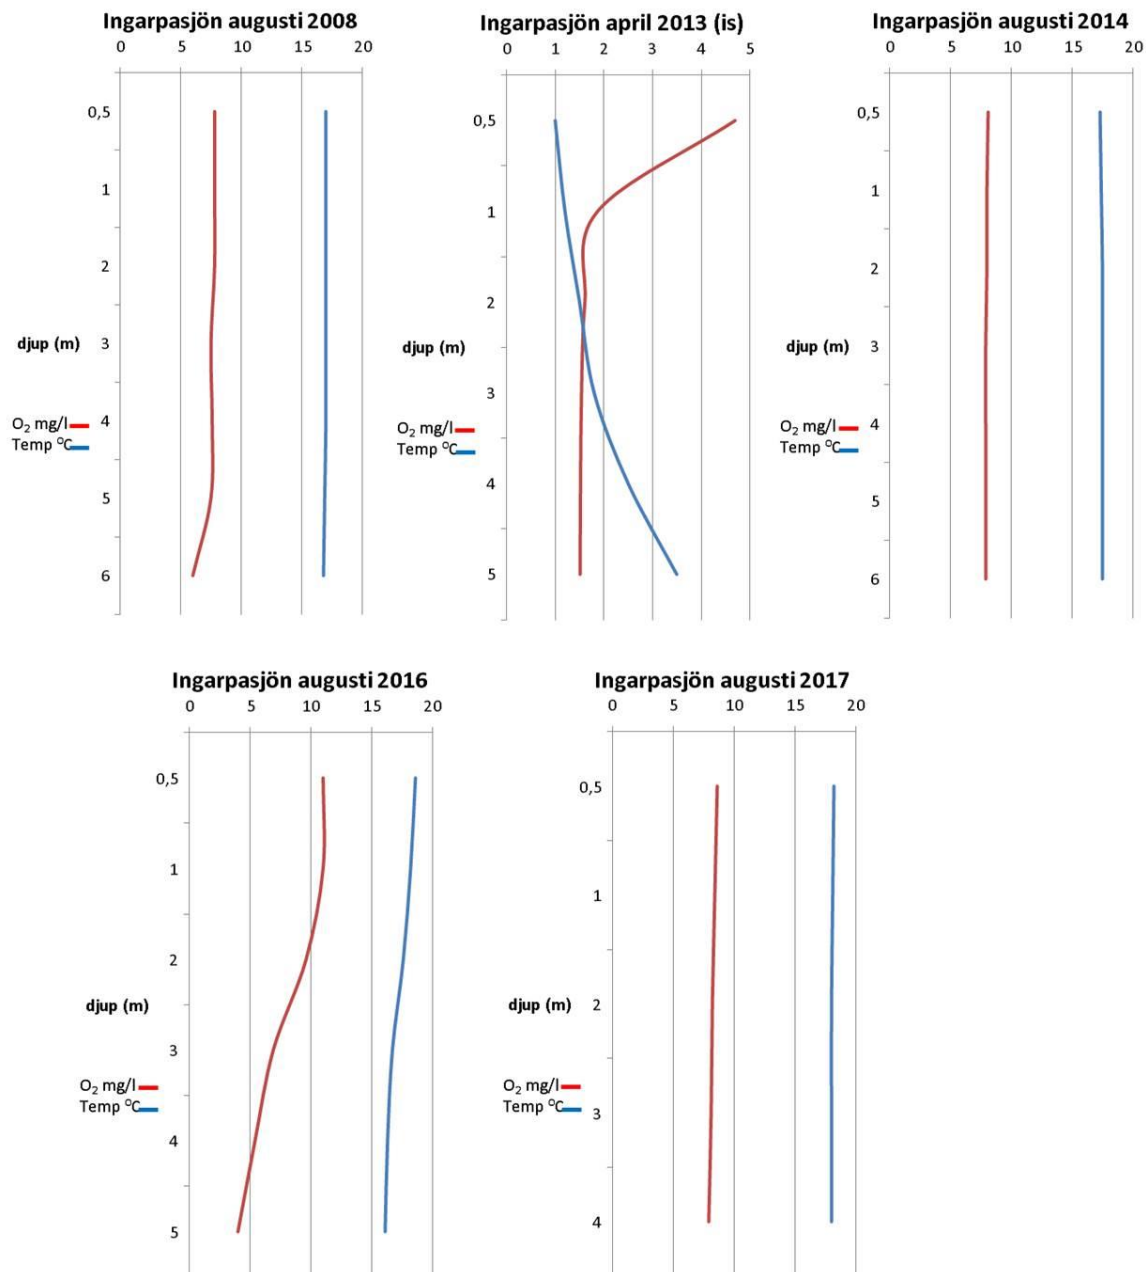 Ingarpasjön augusti 2008
0 5 10 15 20
0,5
1
2
djup (m) 3
4
O₂ mg/l
Temp °C
5
6
Ingarpasjön april 2013 (is)
0 1 2 3 4 5
0,5
1
2
djup (m)
3
O₂ mg/l
Temp °C
4
5
Ingarpasjön augusti 2014
0 5 10 15 20
0,5
1
2
djup (m) 3
O₂ mg/l 4
Temp °C
5
6
Ingarpasjön augusti 2016
0 5 10 15 20
0,5
1
2
djup (m)
3
O₂ mg/l
Temp °C
4
5
Ingarpasjön augusti 2017
0 5 10 15 20
0,5
1
djup (m) 2
O₂ mg/l
Temp °C 3
4